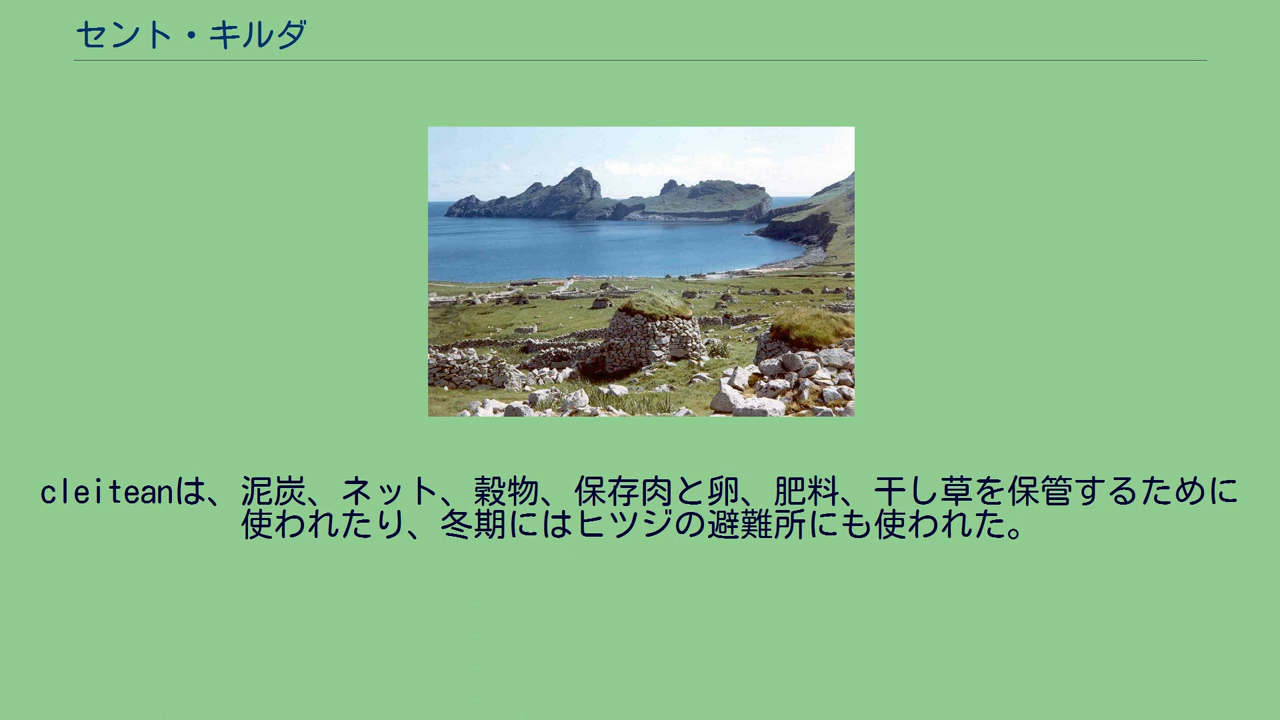 セント・キルダ
cleiteanは、泥炭、ネット、穀物、保存肉と卵、肥料、干し草を保管するために
使われたり、冬期にはヒツジの避難所にも使われた。